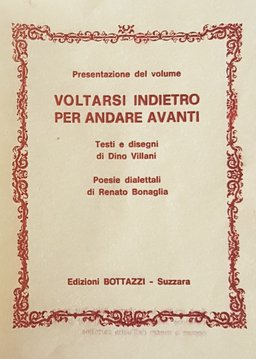 Presentazione del volume
VOLTARSI INDIETRO
PER ANDARE AVANTI
Testi e disegni
di Dino Villani
Poesie dialettali
di Renato Bonaglia
Edizioni BOTTAZZI - Suzzara